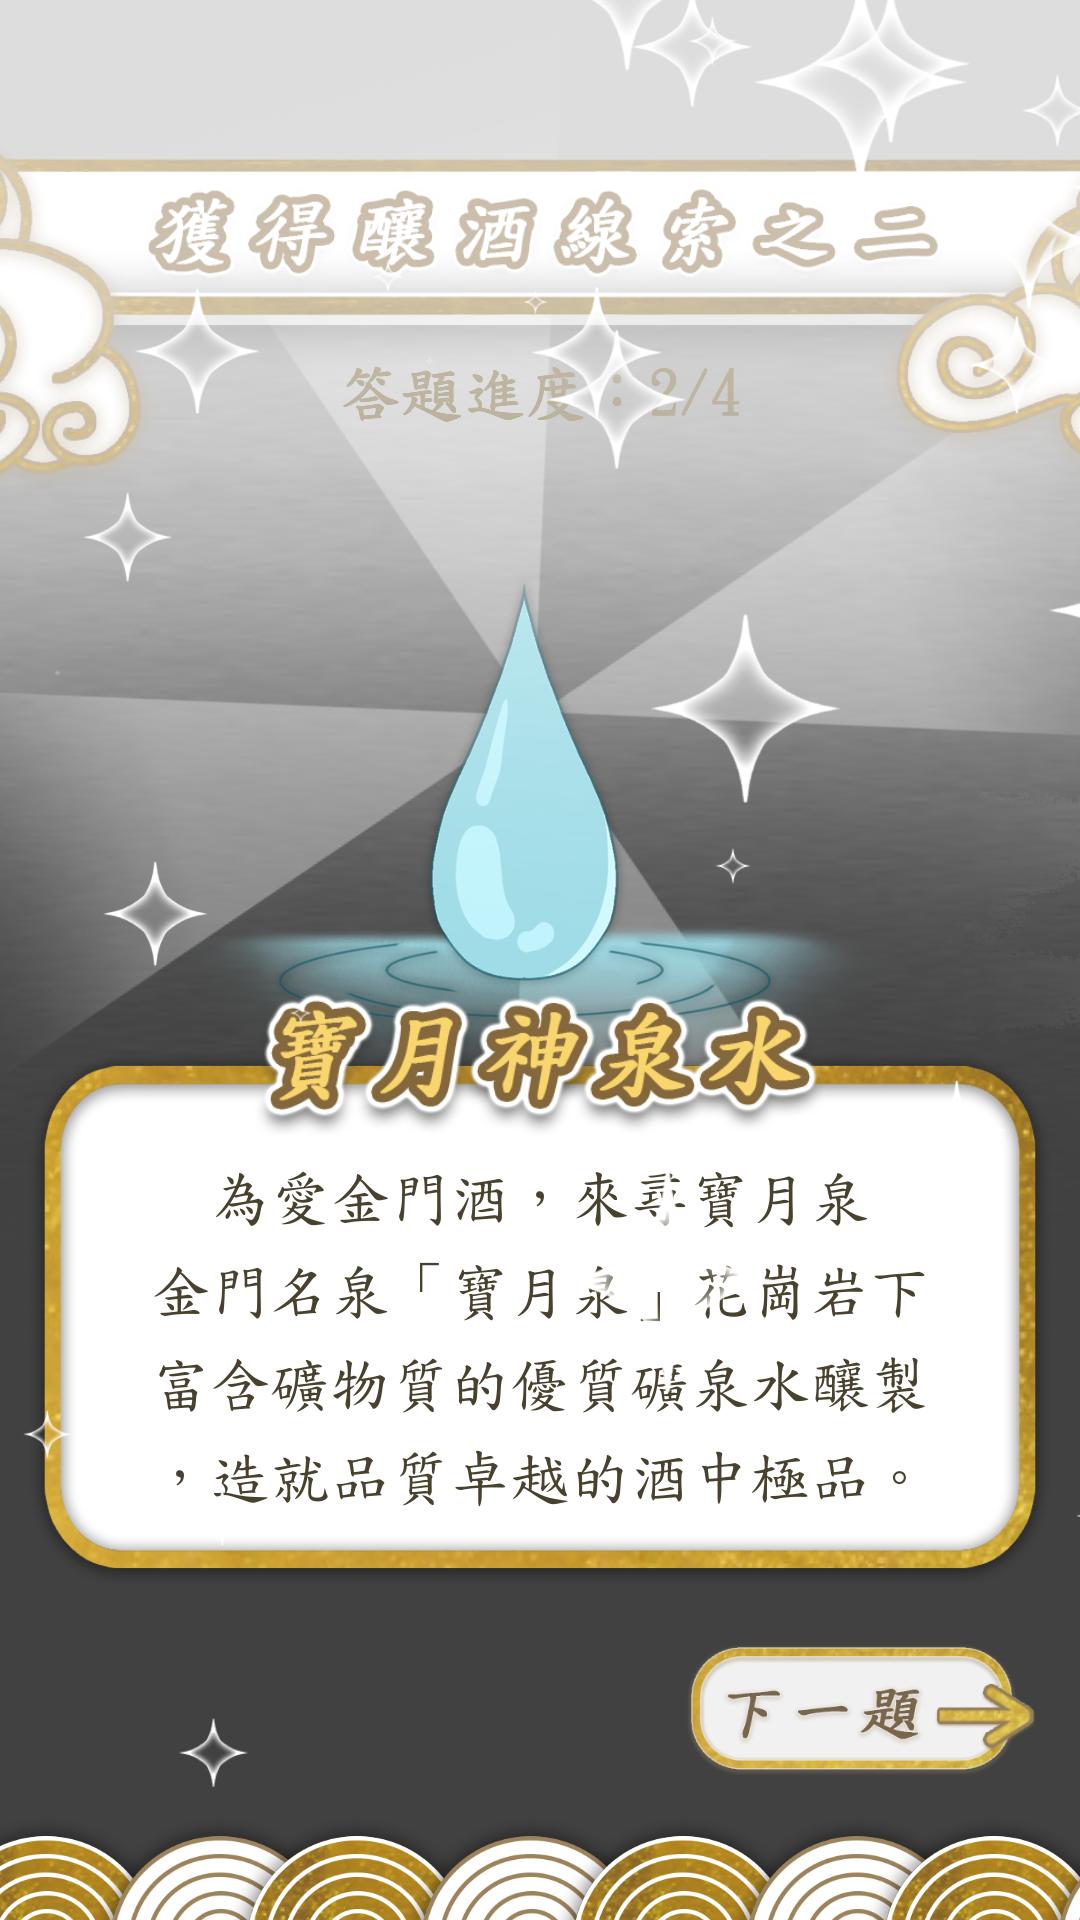 獲得釀酒線索之二
答題進度：2/4
寶月神泉水
為愛金門酒，來尋寶月泉
金門名泉「寶月泉」花崗岩下
富含礦物質的優質礦泉水釀製
，造就品質卓越的酒中極品。
下一題